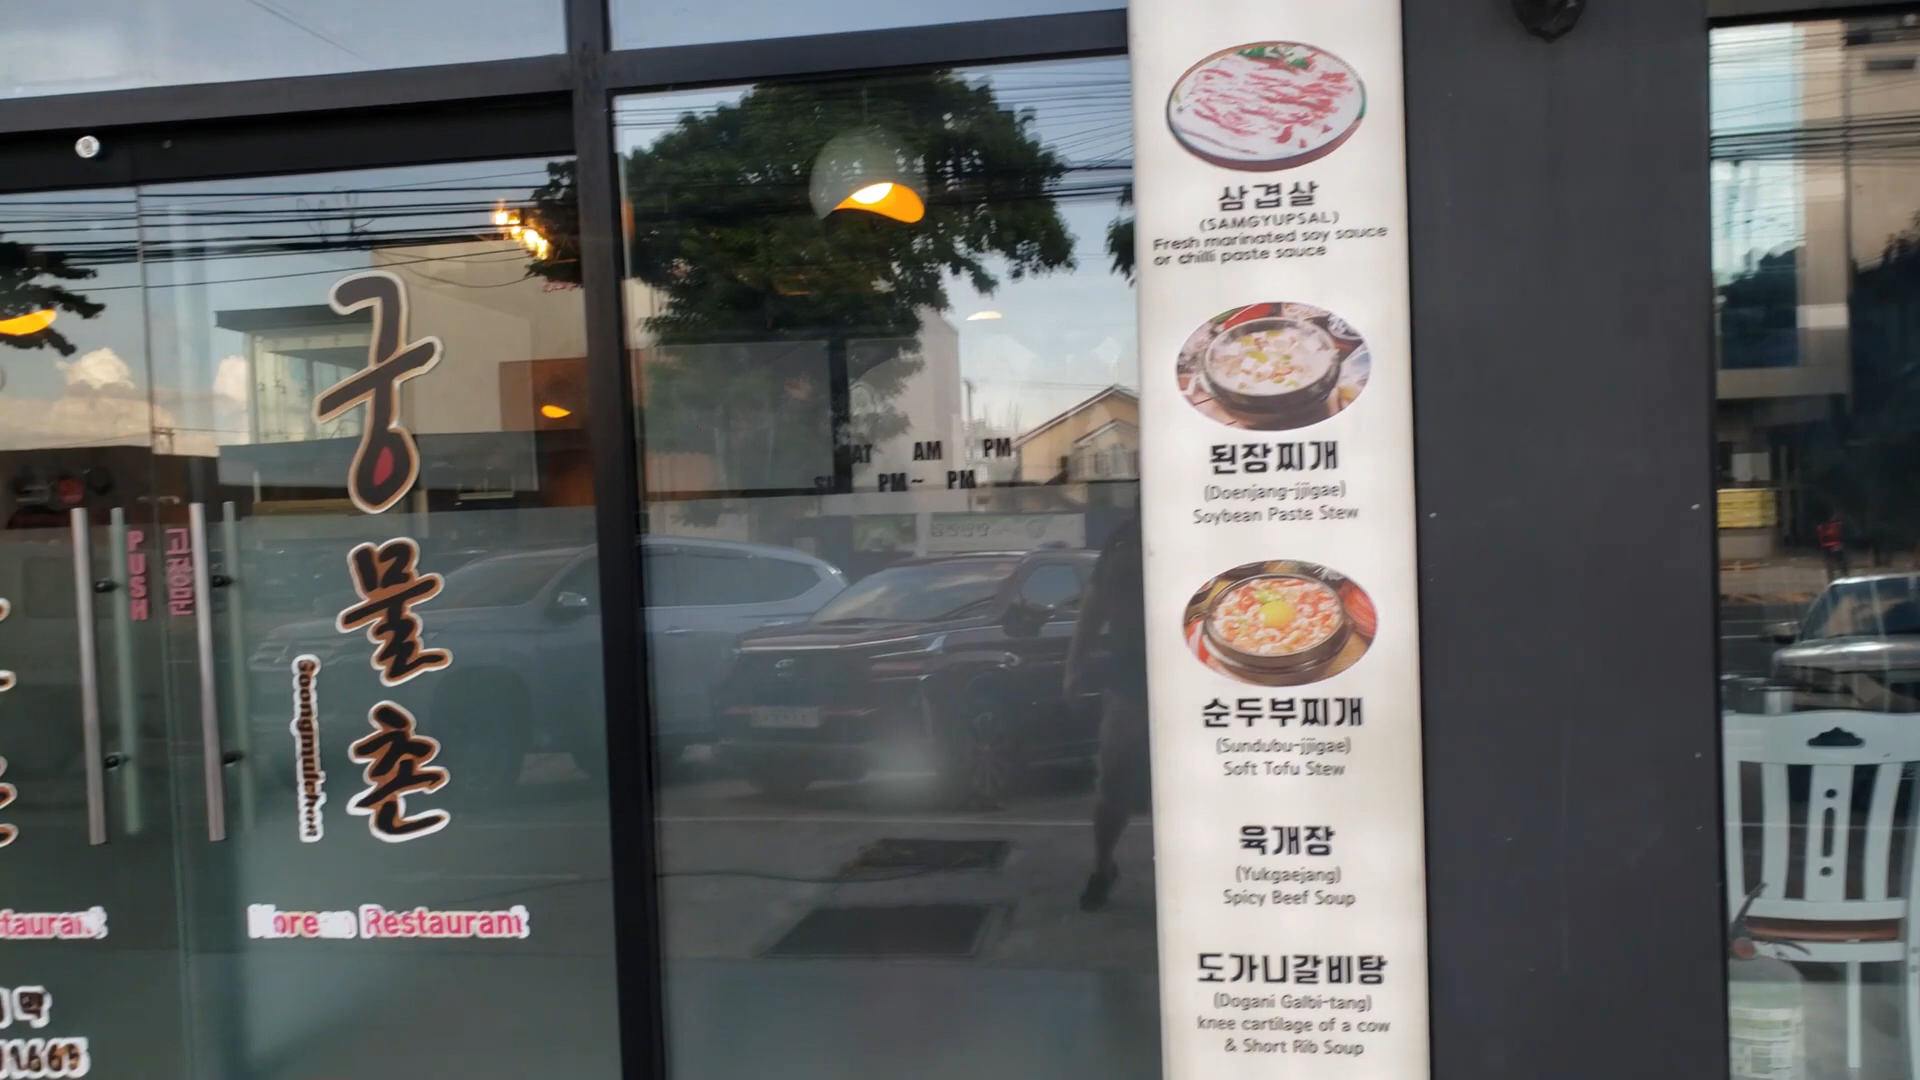 궁물촌
Soongmulchon
Korean Restaurant
PUSH
고정문
AM PM
PM ~ PM
삼겹살
(SAMGYUPSAL)
Fresh marinated soy sauce
or chilli paste sauce
된장찌개
(Doenjang-jjigae)
Soybean Paste Stew
순두부찌개
(Sundubu-jjigae)
Soft Tofu Stew
육개장
(Yukgaejang)
Spicy Beef Soup
도가니갈비탕
(Dogani Galbi-tang)
knee cartilage of a cow
& Short Rib Soup